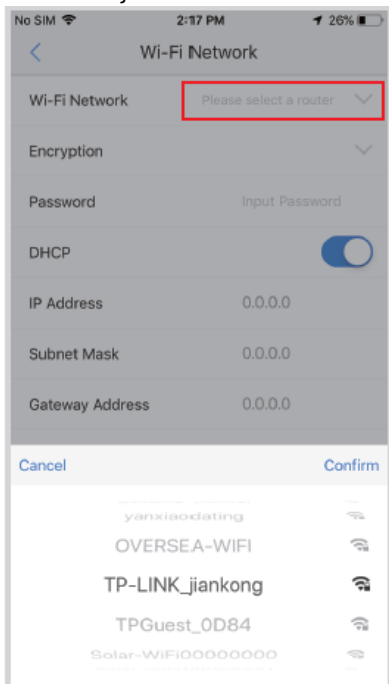 No SIM 2:17 PM 26%
Wi-Fi Network
Wi-Fi Network Please select a router
Encryption
Password Input Password
DHCP
IP Address 0.0.0.0
Subnet Mask 0.0.0.0
Gateway Address 0.0.0.0
Cancel Confirm
yanxiaodating
OVERSEA-WIFI
TP-LINK_jiankong
TPGuest_0D84
Solar-WiFi00000000